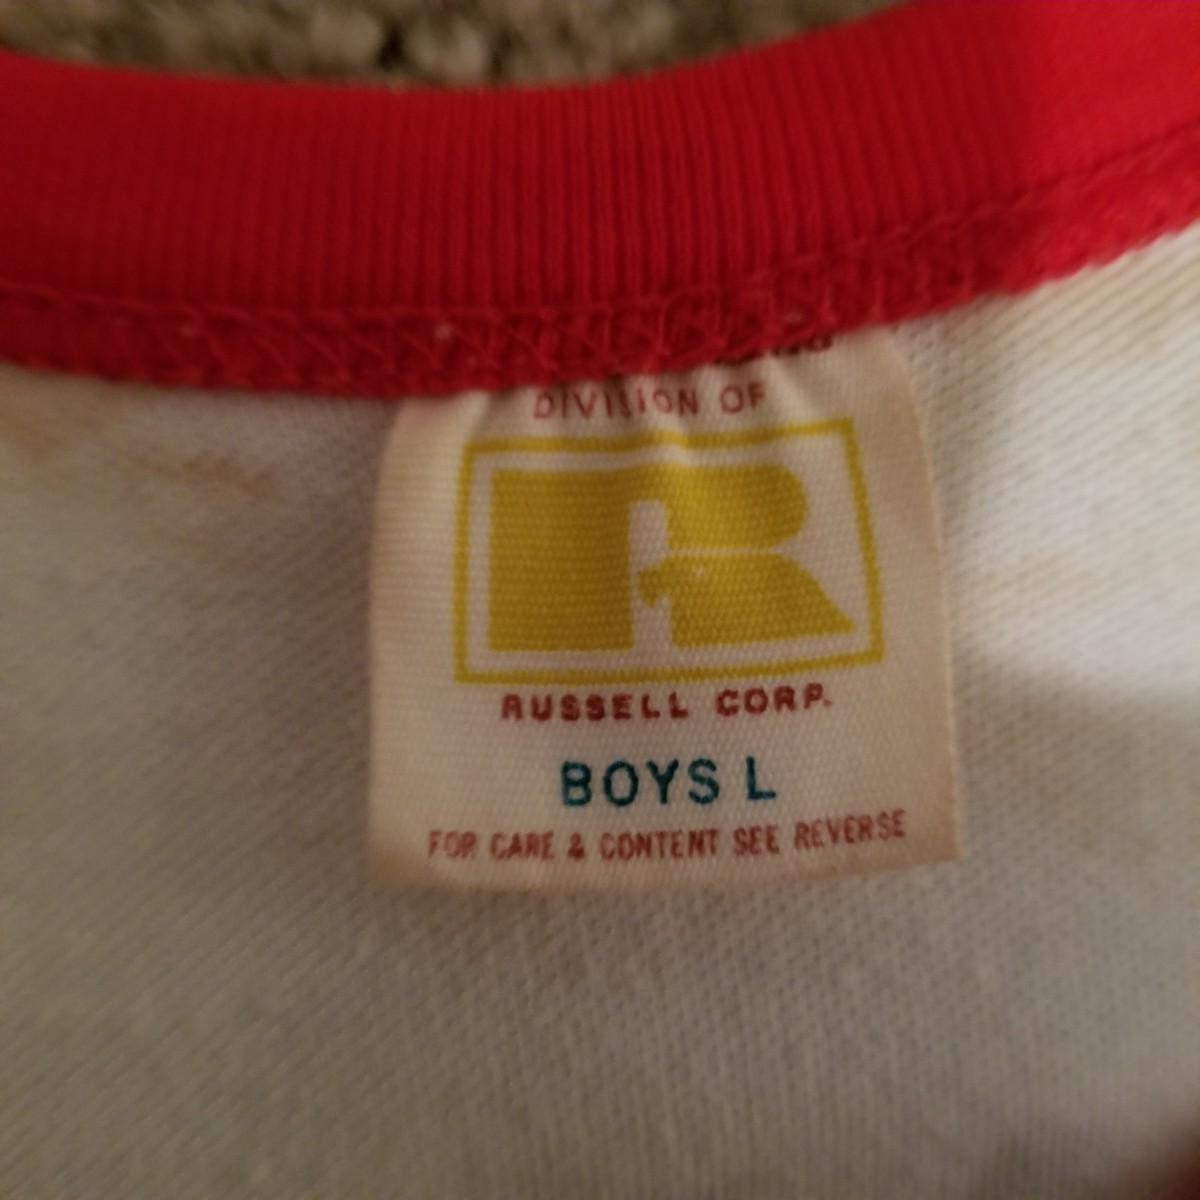 DIVISION OF
R
RUSSELL CORP.
BOYS L
FOR CARE & CONTENT SEE REVERSE